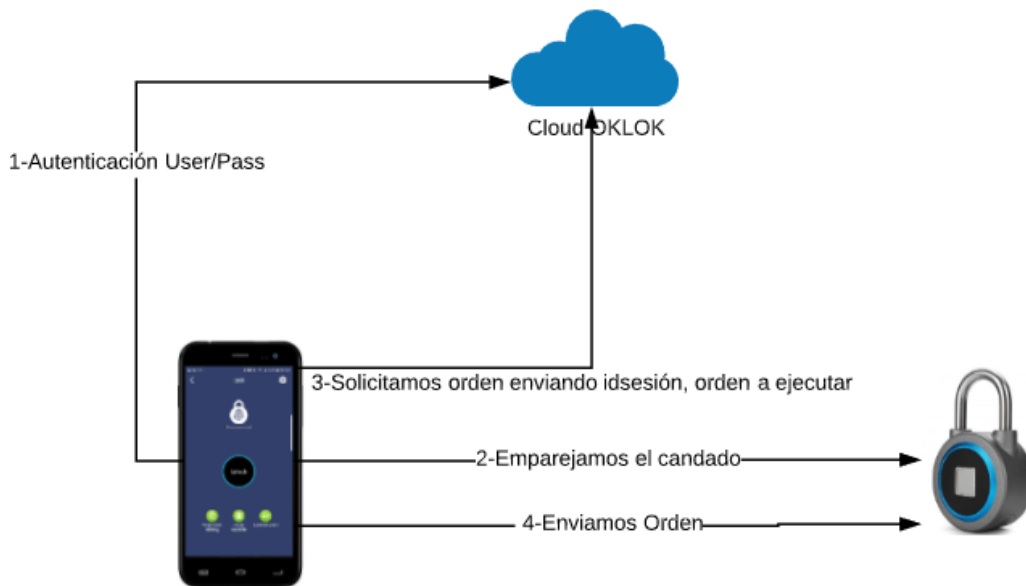 Cloud OKLOK
1-Autenticación User/Pass
3-Solicitamos orden enviando idsesión, orden a ejecutar
2-Emparejamos el candado
4-Enviamos Orden